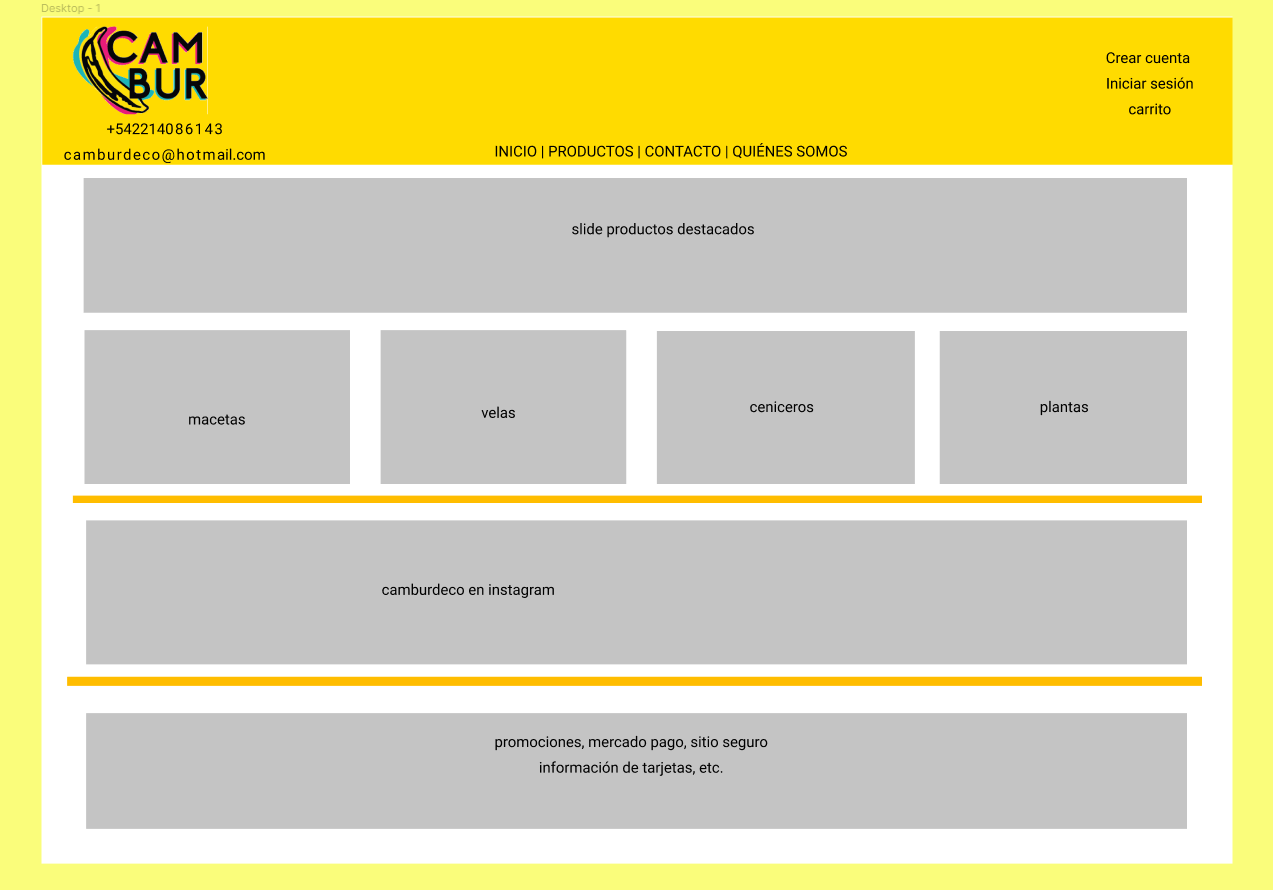 Desktop - 1
CAM
BUR
+542214086143
camburdeco@hotmail.com
Crear cuenta
Iniciar sesión
carrito
INICIO | PRODUCTOS | CONTACTO | QUIÉNES SOMOS
slide productos destacados
macetas
velas
ceniceros
plantas
camburdeco en instagram
promociones, mercado pago, sitio seguro
información de tarjetas, etc.